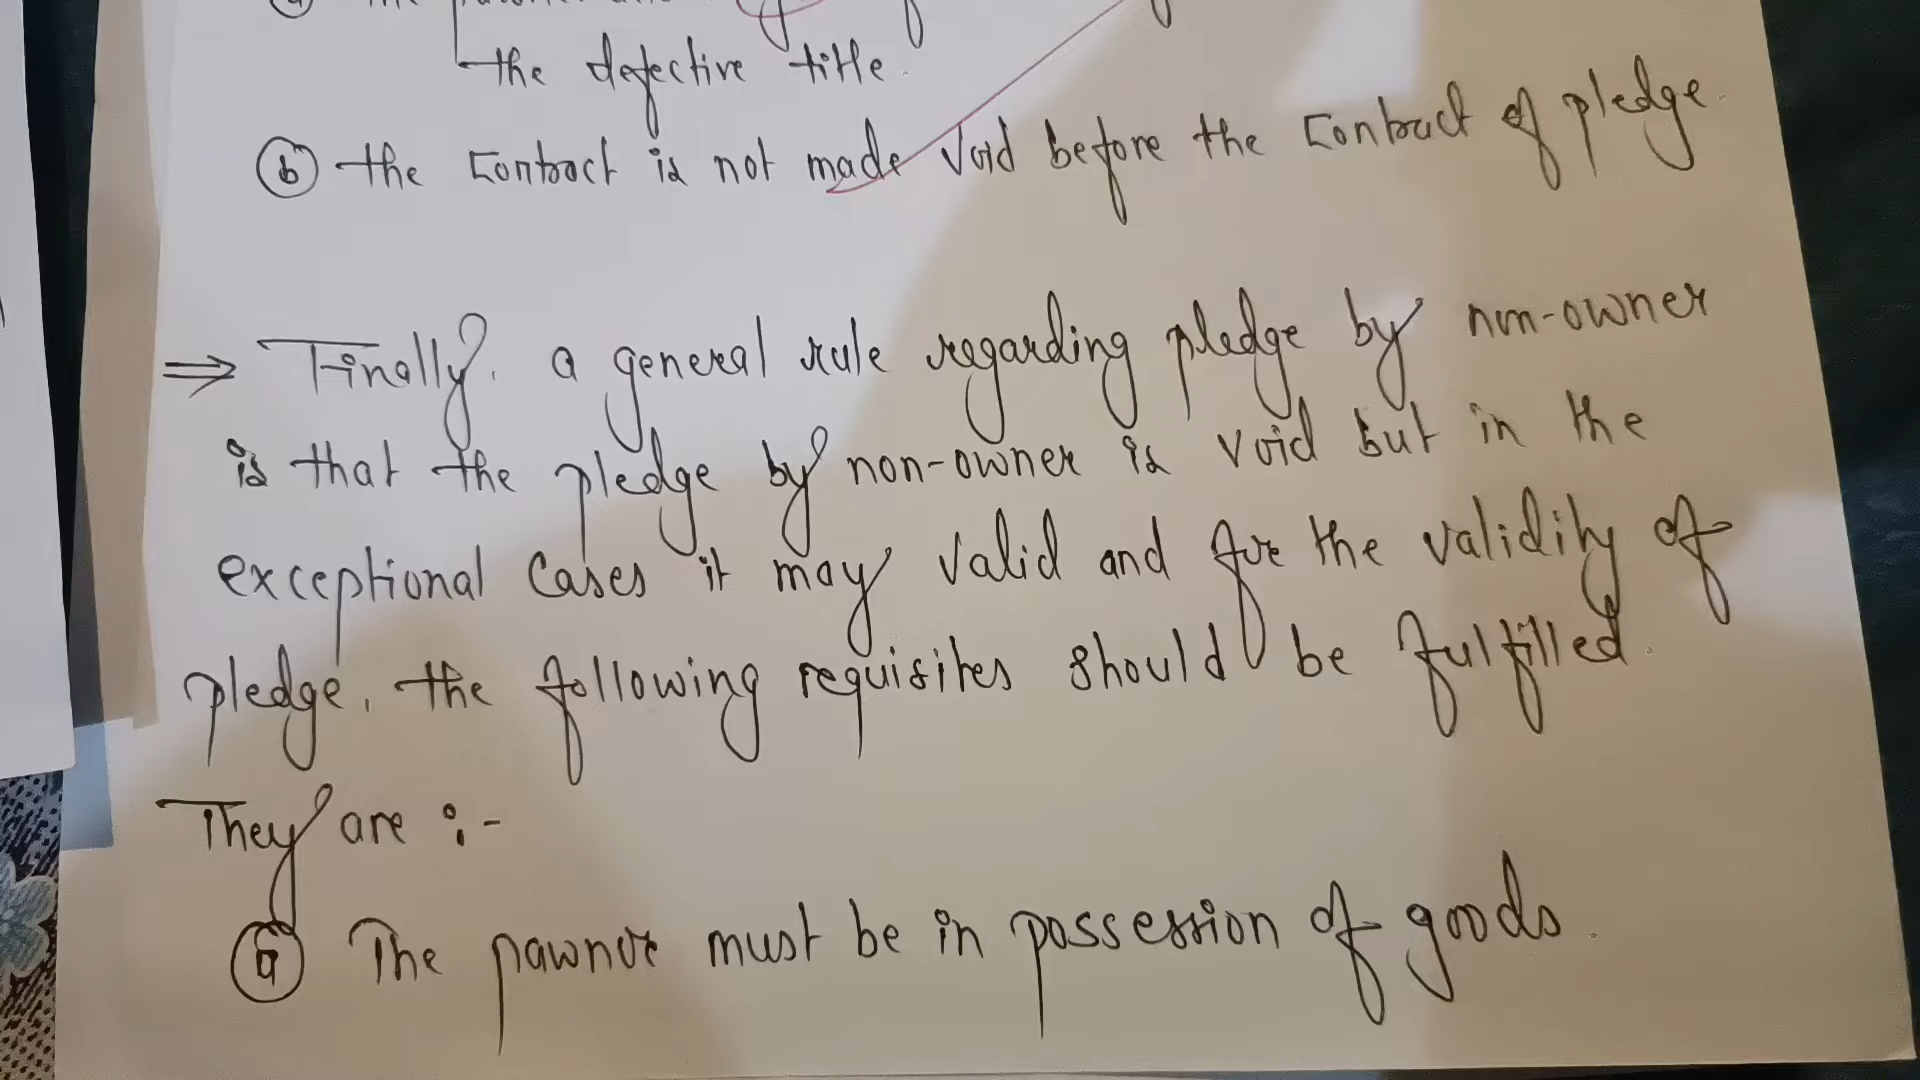 the defective title.
ⓑ the contract is not made void before the contract of pledge.
⇒ Finally, a general rule regarding pledge by non-owner
is that the pledge by non-owner is void but in the
exceptional cases it may valid and for the validity of
pledge, the following requisites should be fulfilled.
They are :-
ⓐ The pawnor must be in possession of goods.